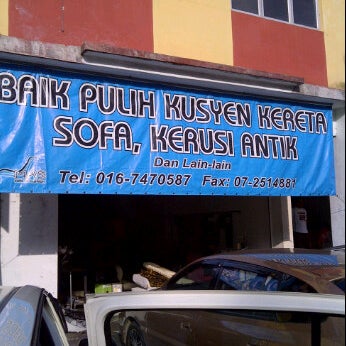 BAIK PULIH KUSYEN KERETA
SOFA, KERUSI ANTIK
Dan Lain-lain
Tel: 016-7470587 Fax: 07-2514881